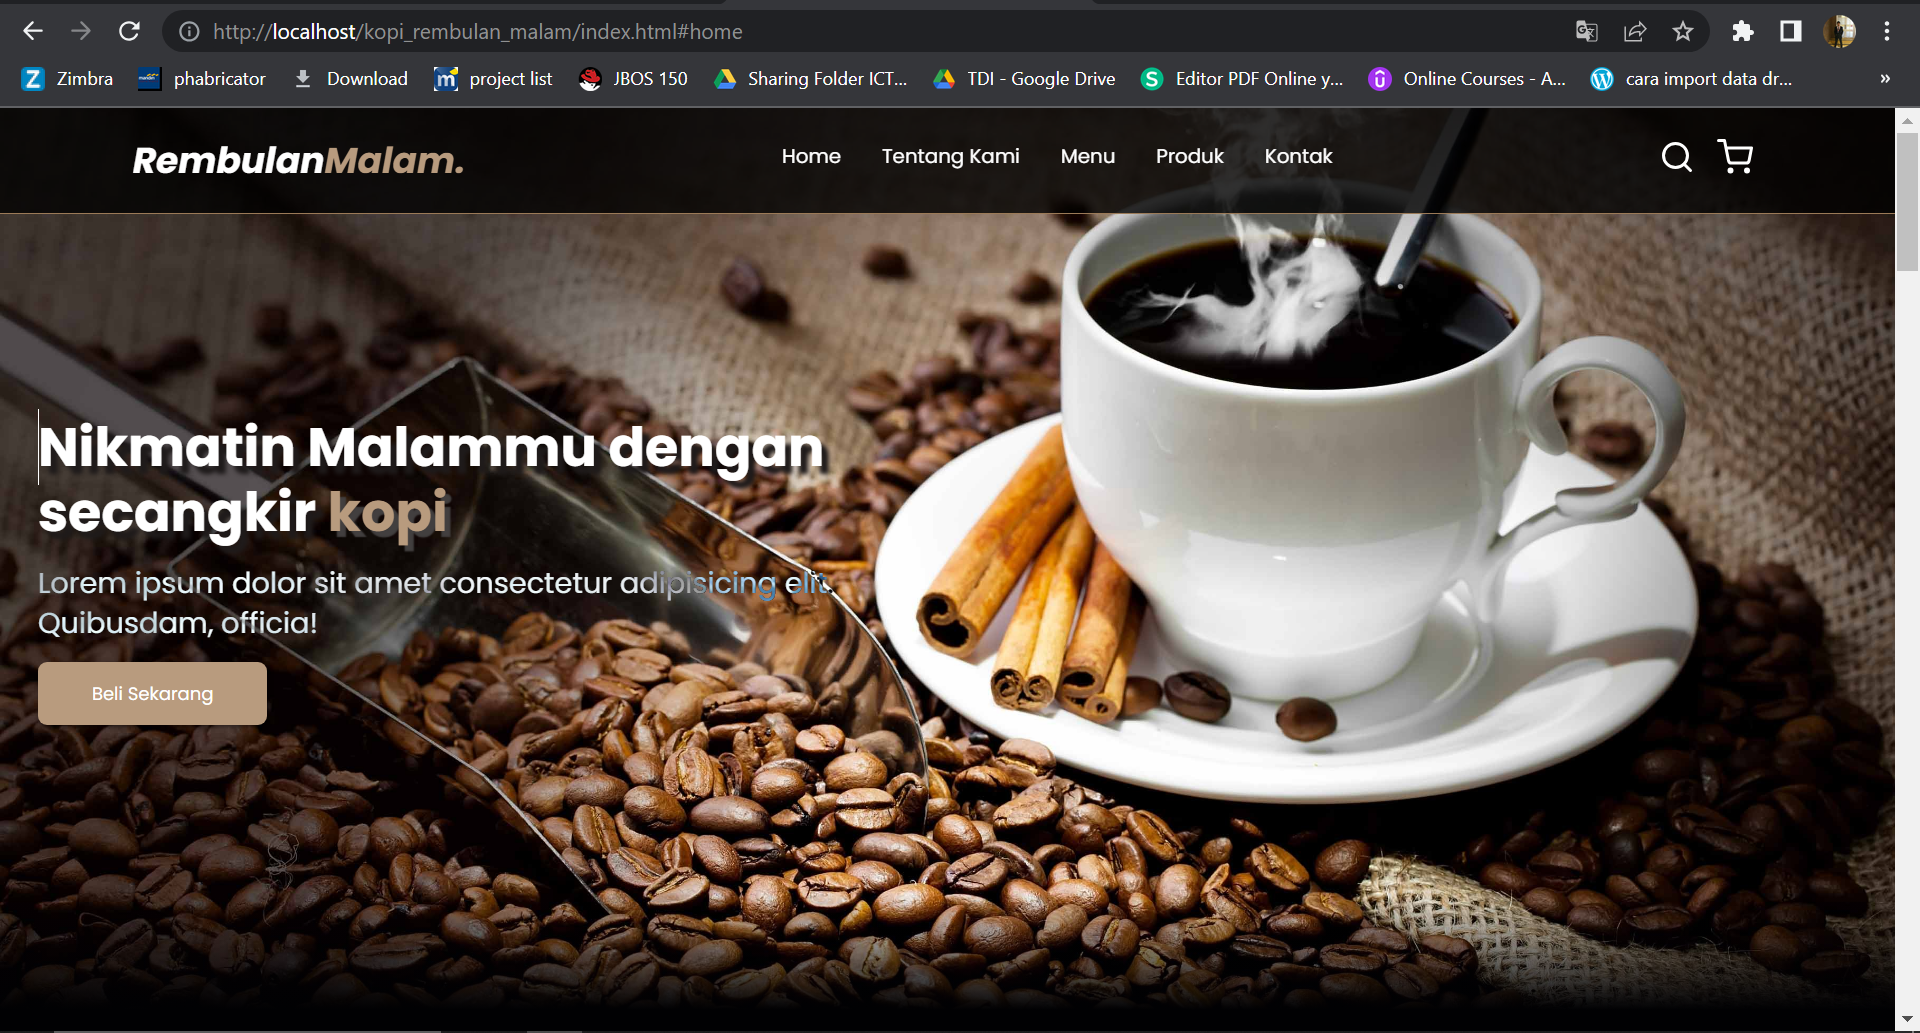 http://localhost/kopi_rembulan_malam/index.html#home
Zimbra phabricator Download project list JBOS 150 Sharing Folder ICT... TDI - Google Drive Editor PDF Online y... Online Courses - A... cara import data dr... »
RembulanMalam. Home Tentang Kami Menu Produk Kontak
Nikmatin Malammu dengan
secangkir kopi
Lorem ipsum dolor sit amet consectetur adipisicing elit.
Quibusdam, officia!
Beli Sekarang